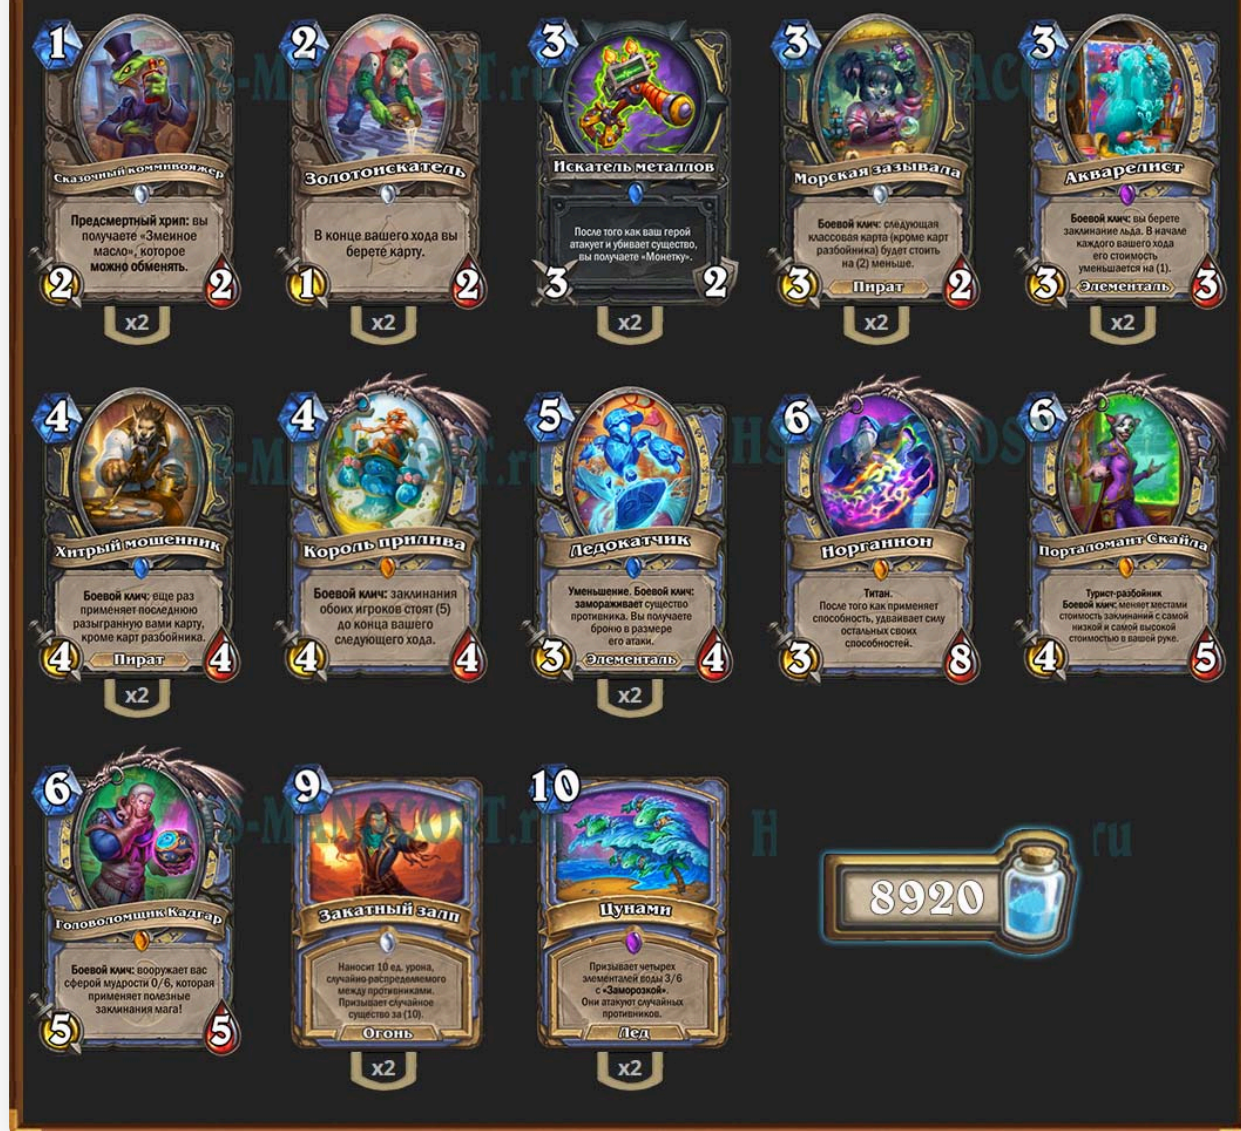 1
Сказочный коммивояжер
Предсмертный хрип: вы
получаете «Змеиное
масло», которое
можно обменять.
2
2
x2
2
Золотоискатель
В конце вашего хода вы
берете карту.
1
2
x2
3
Искатель металлов
После того как ваш герой
атакует и убивает существо,
вы получаете «Монетку».
3
2
x2
3
Морская зазывала
Боевой клич: следующая
классовая карта (кроме карт
разбойника) будет стоить
на (2) меньше.
3
Пират
2
x2
3
Акварелист
Боевой клич: вы берете
заклинание льда. В начале
каждого вашего хода
его стоимость
уменьшается на (1).
3
Элементаль
3
x2
4
Хитрый мошенник
Боевой клич: еще раз
применяет последнюю
разыгранную вами карту,
кроме карт разбойника.
4
Пират
4
x2
4
Король прилива
Боевой клич: заклинания
обоих игроков стоят (5)
до конца вашего
следующего хода.
4
4
5
Ледокатчик
Уменьшение. Боевой клич:
замораживает существо
противника. Вы получаете
броню в размере
его атаки.
3
Элементаль
4
x2
6
Норганнон
Титан.
После того как применяет
способность, удваивает силу
остальных своих
способностей.
3
8
6
Порталомант Скайла
Турист-разбойник
Боевой клич: меняет местами
стоимость заклинаний с самой
низкой и самой высокой
стоимостью в вашей руке.
4
5
6
Головоломщик Кадгар
Боевой клич: вооружает вас
сферой мудрости 0/6, которая
применяет полезные
заклинания мага!
5
5
9
Закатный залп
Наносит 10 ед. урона,
случайно распределяемого
между противниками.
Призывает случайное
существо за (10).
Огонь
x2
10
Цунами
Призывает четырех
элементалей воды 3/6
с «Заморозкой».
Они атакуют случайных
противников.
Лед
x2
8920